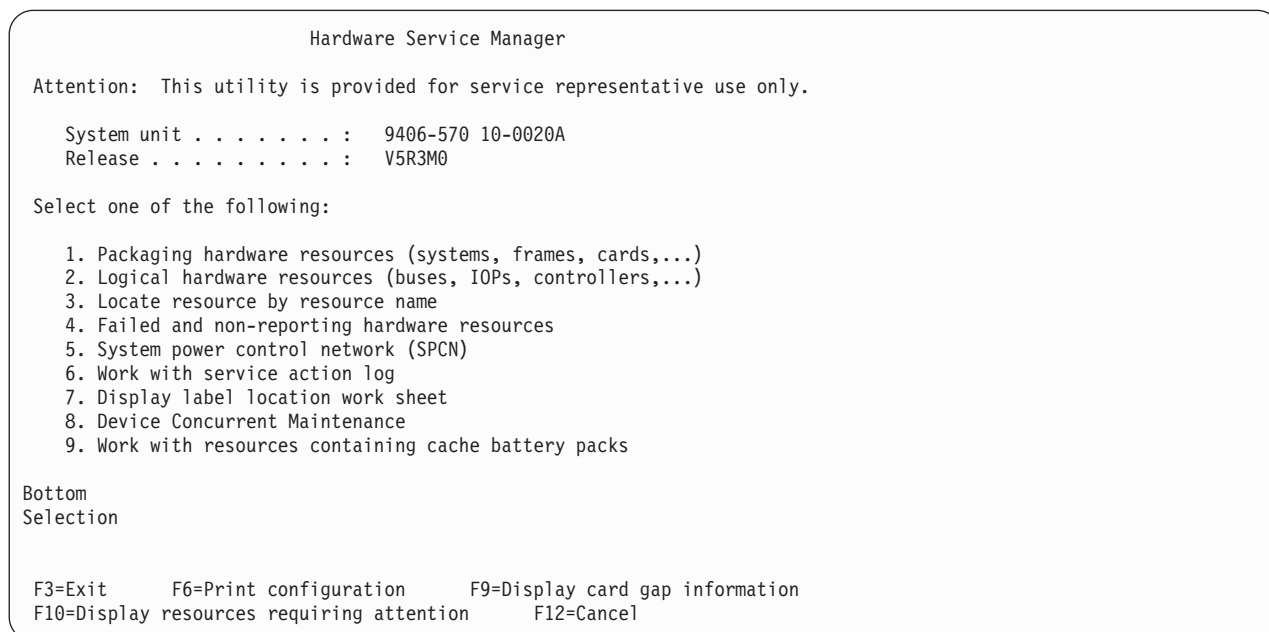 Hardware Service Manager
Attention: This utility is provided for service representative use only.
System unit . . . . . . . : 9406-570 10-0020A
Release . . . . . . . . . : V5R3M0
Select one of the following:
1. Packaging hardware resources (systems, frames, cards,...)
2. Logical hardware resources (buses, IOPs, controllers,...)
3. Locate resource by resource name
4. Failed and non-reporting hardware resources
5. System power control network (SPCN)
6. Work with service action log
7. Display label location work sheet
8. Device Concurrent Maintenance
9. Work with resources containing cache battery packs
Bottom
Selection
F3=Exit F6=Print configuration F9=Display card gap information
F10=Display resources requiring attention F12=Cancel